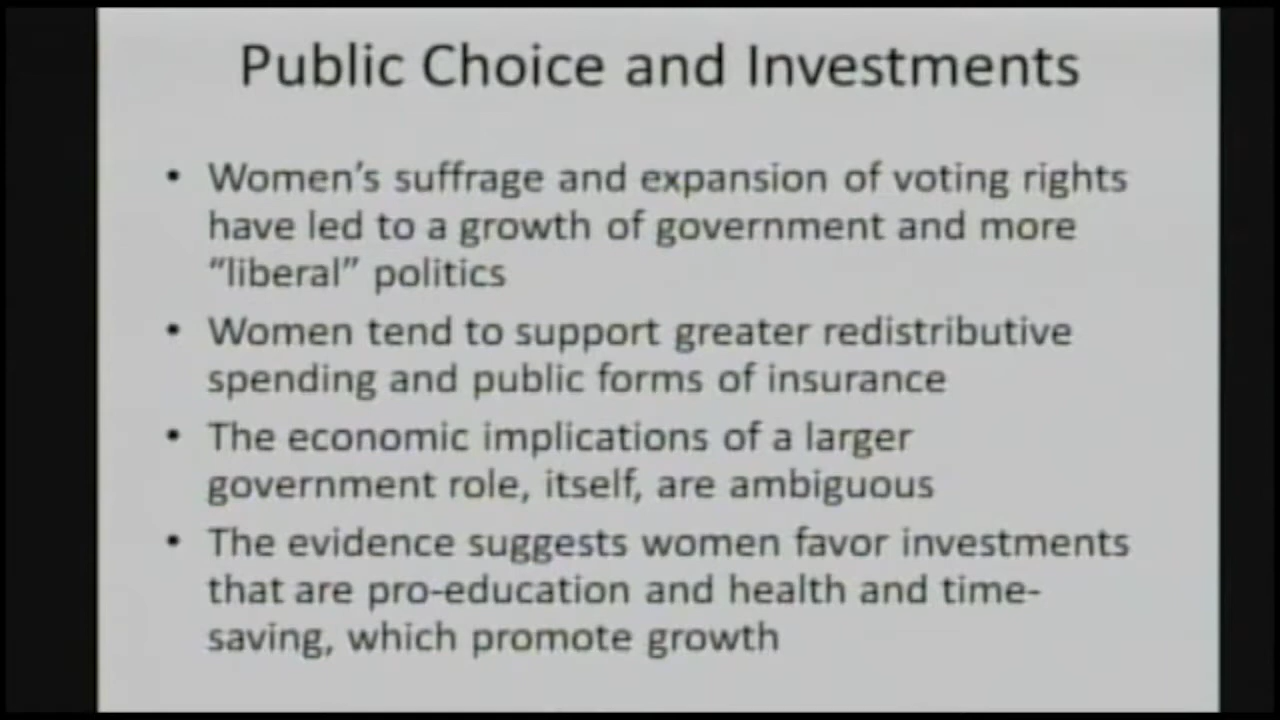 Public Choice and Investments
• Women's suffrage and expansion of voting rights
have led to a growth of government and more
“liberal” politics
• Women tend to support greater redistributive
spending and public forms of insurance
• The economic implications of a larger
government role, itself, are ambiguous
• The evidence suggests women favor investments
that are pro-education and health and time-
saving, which promote growth